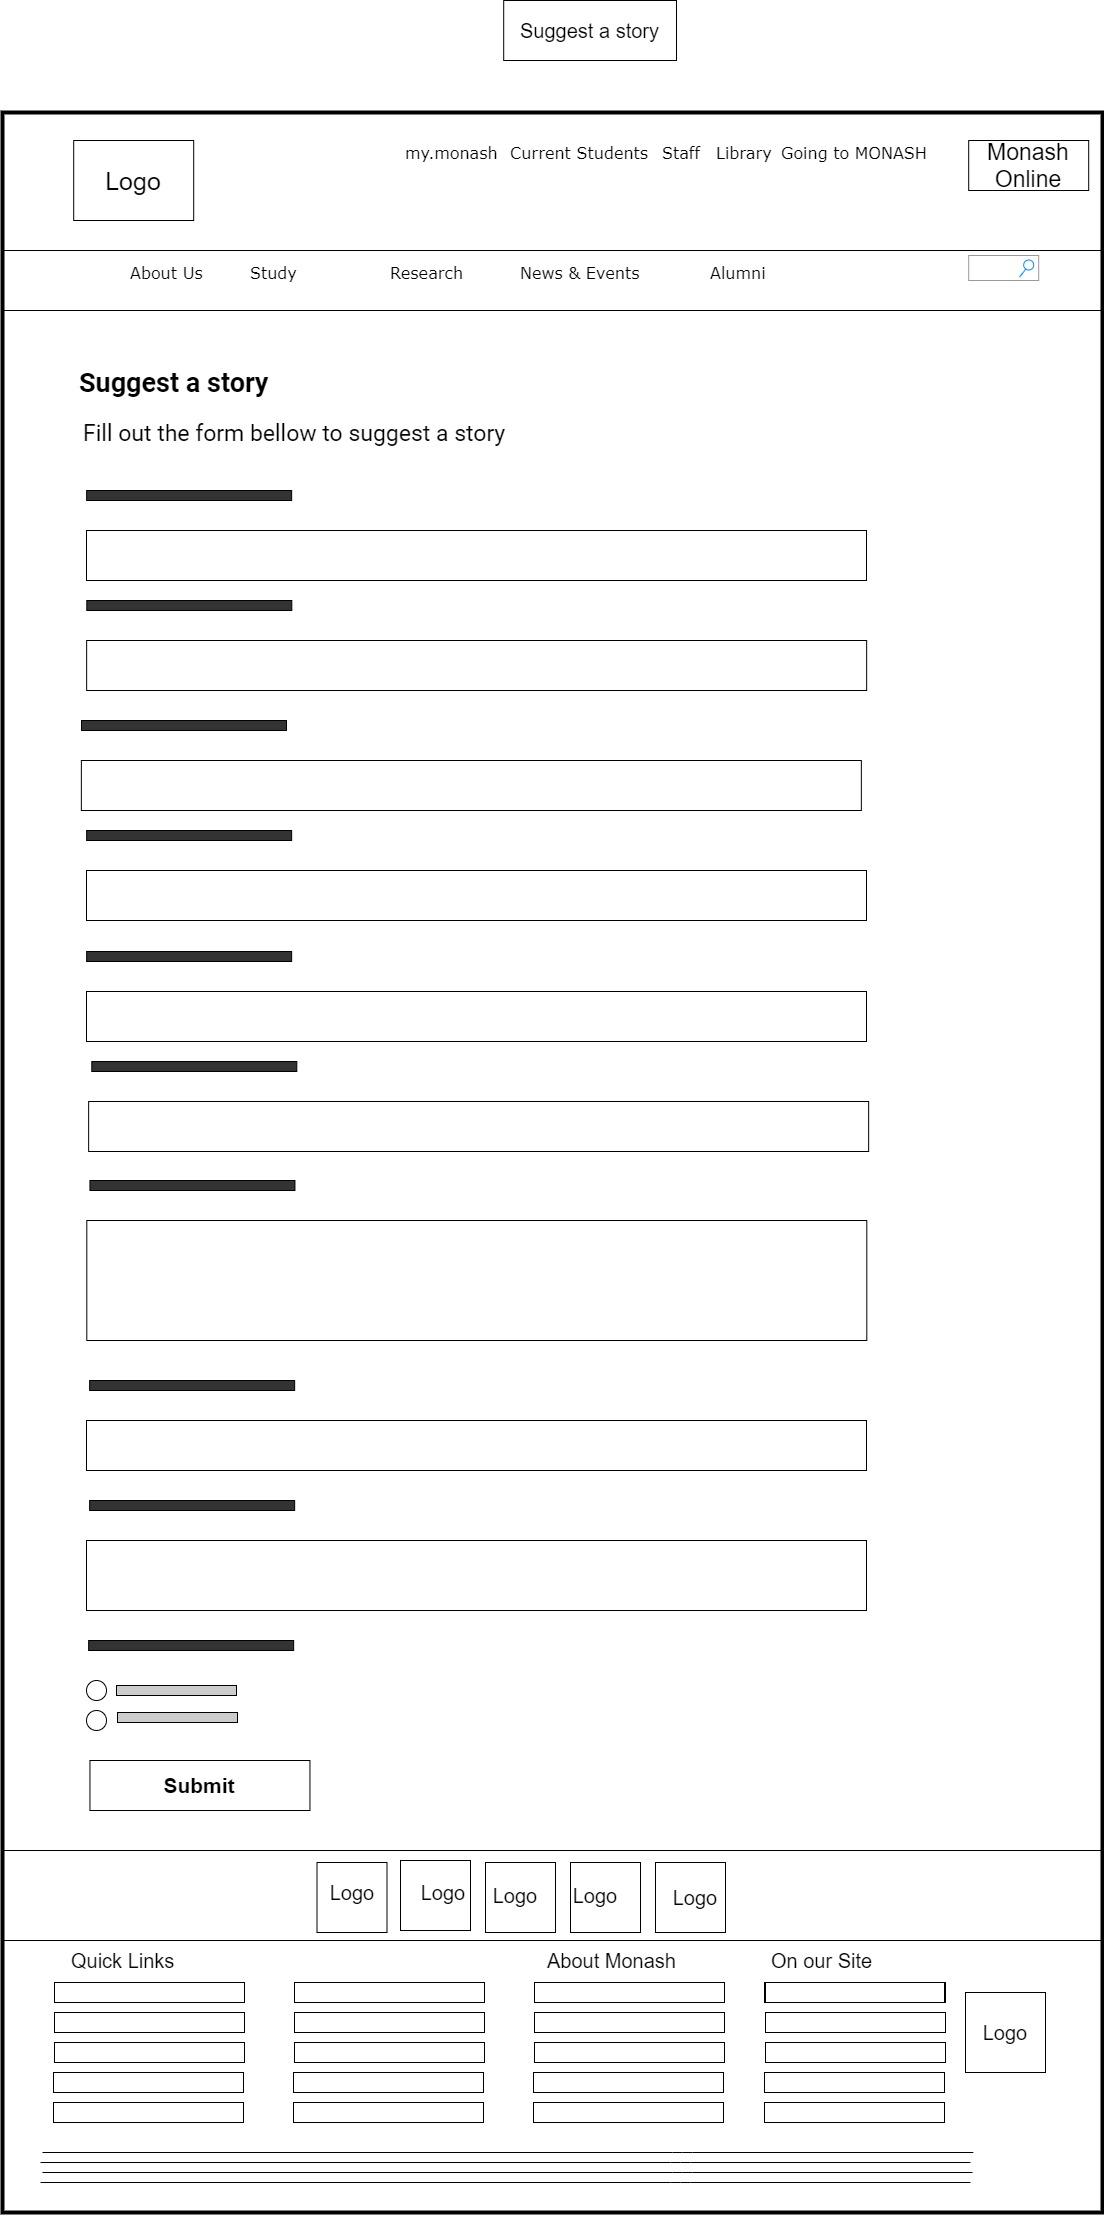 Suggest a story
Logo
my.monash Current Students Staff Library Going to MONASH
Monash
Online
About Us Study Research News & Events Alumni
Suggest a story
Fill out the form bellow to suggest a story
Submit
Logo Logo Logo Logo Logo
Quick Links About Monash On our Site
Logo